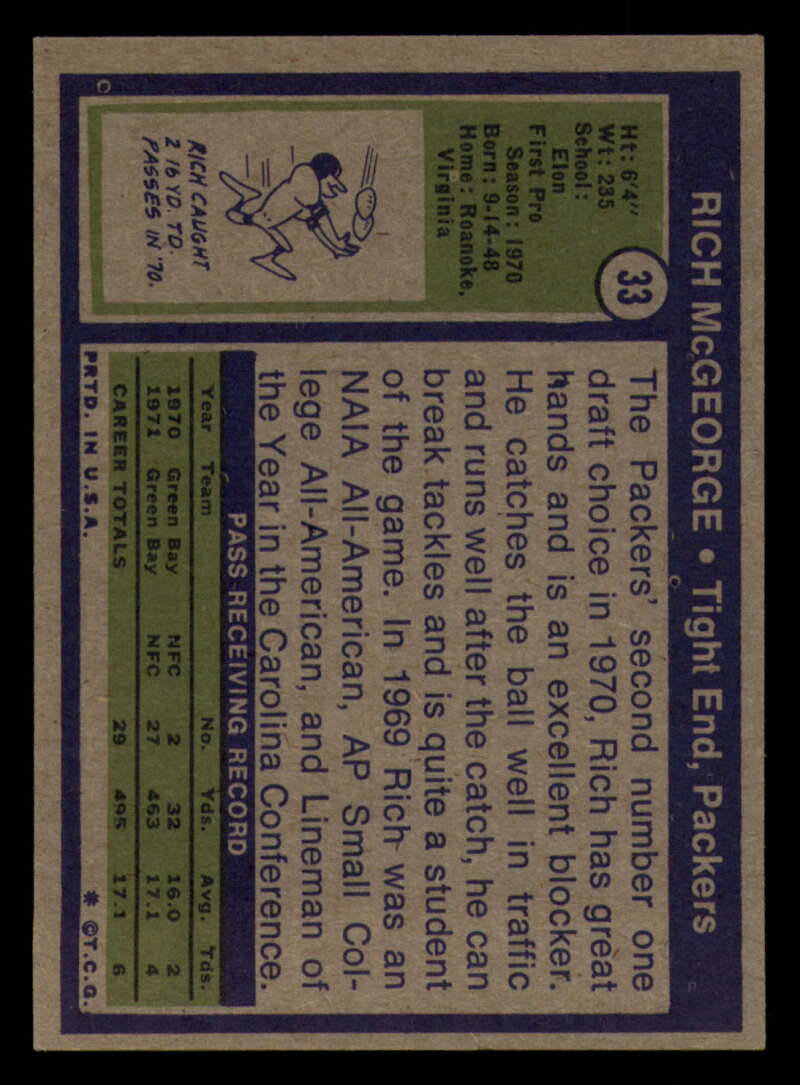 RICH McGEORGE • Tight End, Packers
33
Ht: 6'4"
Wt: 235
School:
Elon
First Pro
Season: 1970
Born: 9-14-48
Home: Roanoke,
Virginia
RICH CAUGHT
2 16 YD. TD.
PASSES IN '70.
The Packers' second number one
draft choice in 1970, Rich has great
hands and is an excellent blocker.
He catches the ball well in traffic
and runs well after the catch, he can
break tackles and is quite a student
of the game. In 1969 Rich was an
NAIA All-American, AP Small Col-
lege All-American, and Lineman of
the Year in the Carolina Conference.
PASS-RECEIVING RECORD
Year Team No. Yds. Avg. Tds.
1970 Green Bay NFC 2 32 16.0 2
1971 Green Bay NFC 27 463 17.1 4
CAREER TOTALS 29 495 17.1 6
PRTD. IN U.S.A. * ©T.C.G.